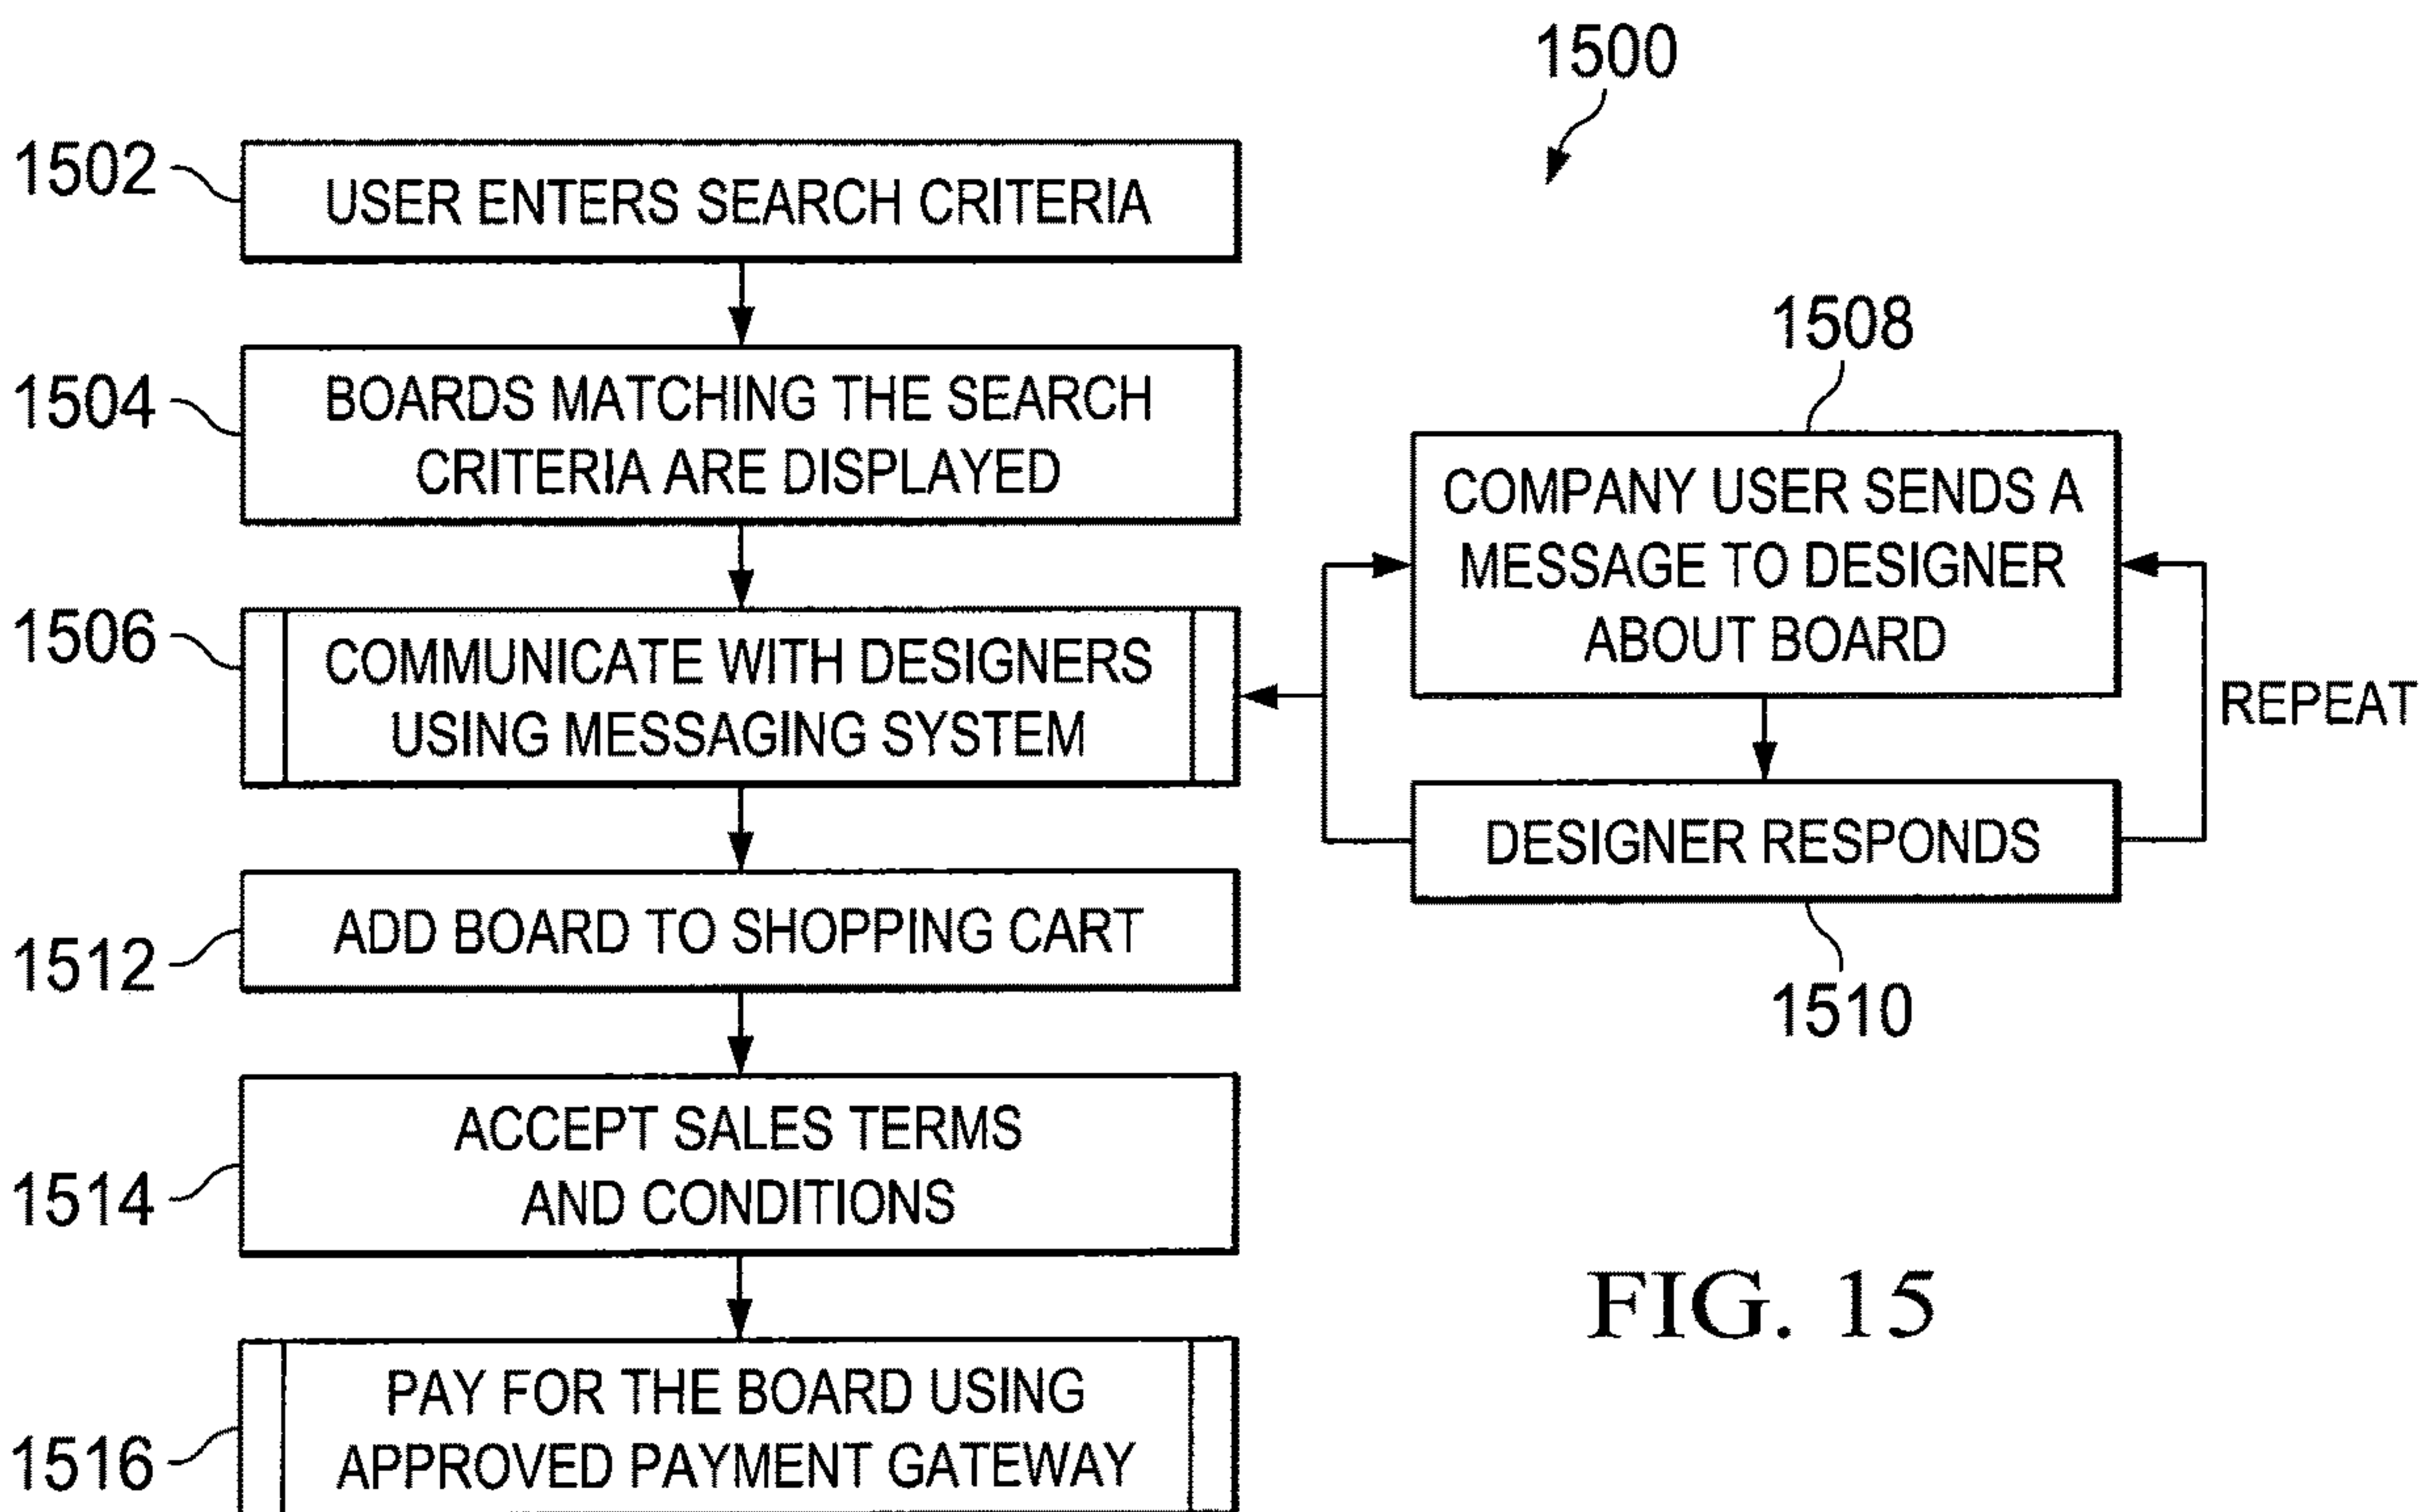 1500
1502
USER ENTERS SEARCH CRITERIA
1504
BOARDS MATCHING THE SEARCH
CRITERIA ARE DISPLAYED
1506
COMMUNICATE WITH DESIGNERS
USING MESSAGING SYSTEM
1508
COMPANY USER SENDS A
MESSAGE TO DESIGNER
ABOUT BOARD
REPEAT
DESIGNER RESPONDS
1510
1512
ADD BOARD TO SHOPPING CART
1514
ACCEPT SALES TERMS
AND CONDITIONS
1516
PAY FOR THE BOARD USING
APPROVED PAYMENT GATEWAY
FIG. 15